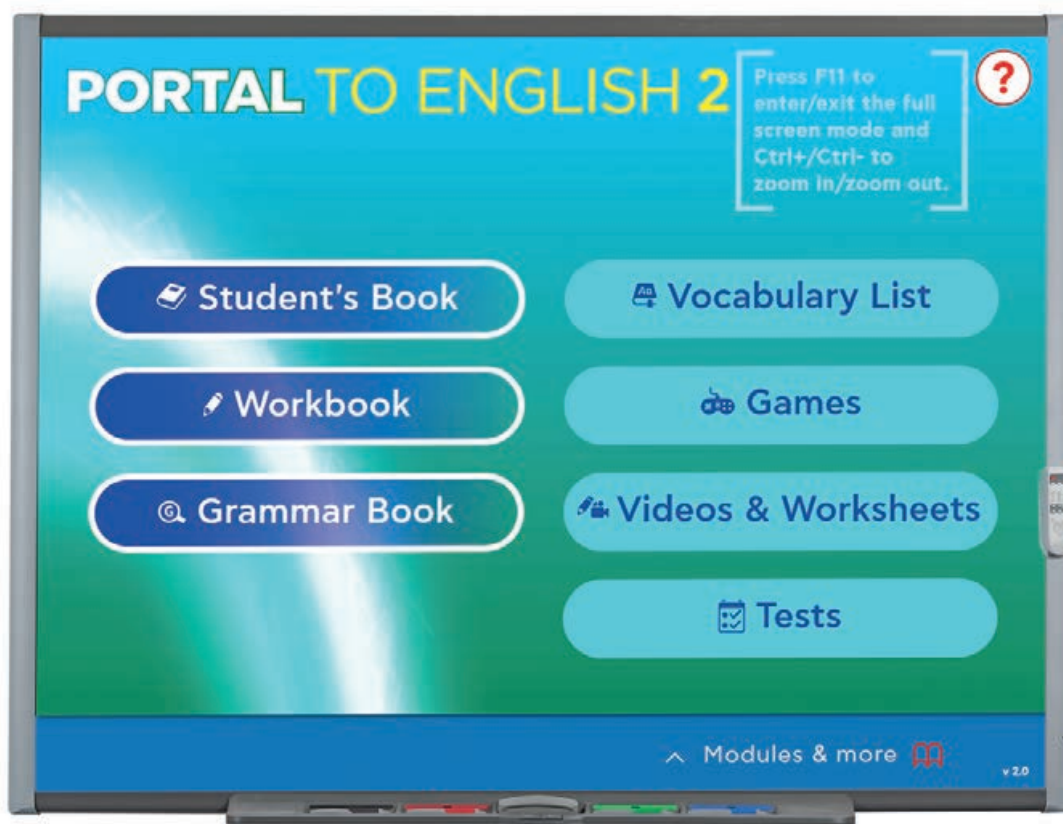 PORTAL TO ENGLISH 2
Press F11 to
enter/exit the full
screen mode and
Ctrl+/Ctrl- to
zoom in/zoom out.
?
Student's Book
Workbook
Grammar Book
Vocabulary List
Games
Videos & Worksheets
Tests
Modules & more
v 2.0